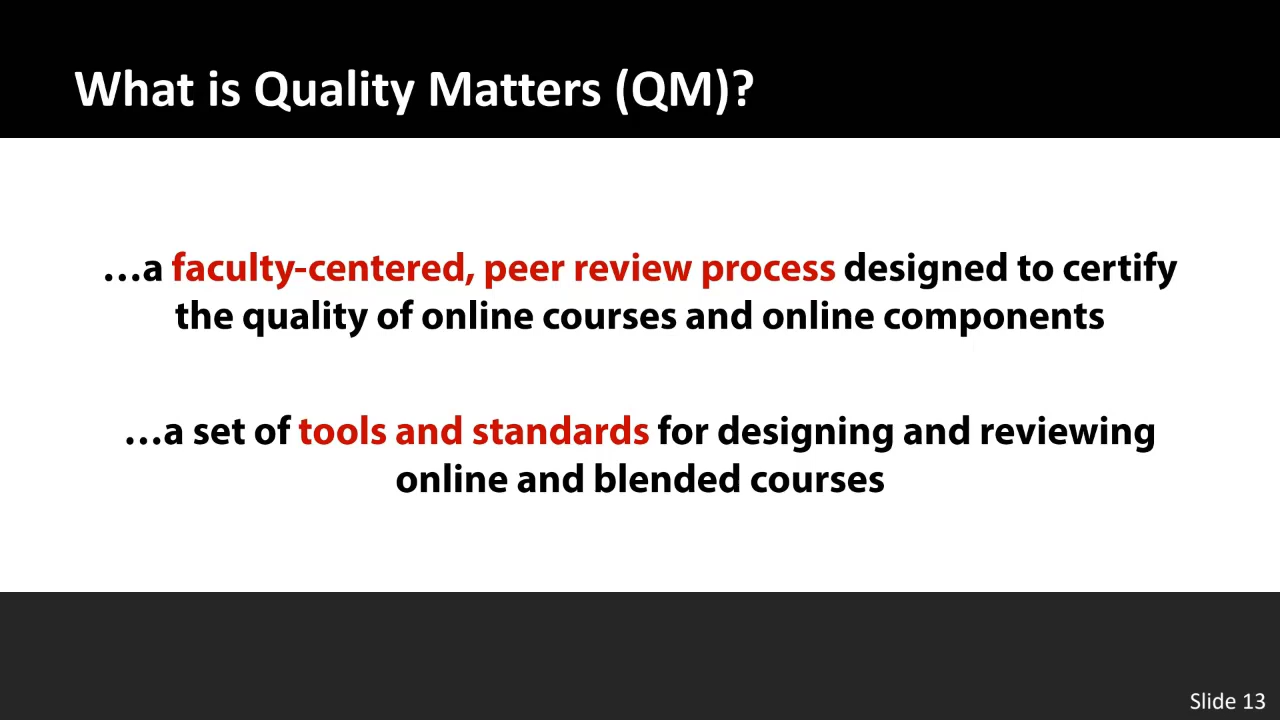 What is Quality Matters (QM)?
…a faculty-centered, peer review process designed to certify
the quality of online courses and online components
…a set of tools and standards for designing and reviewing
online and blended courses
Slide 13